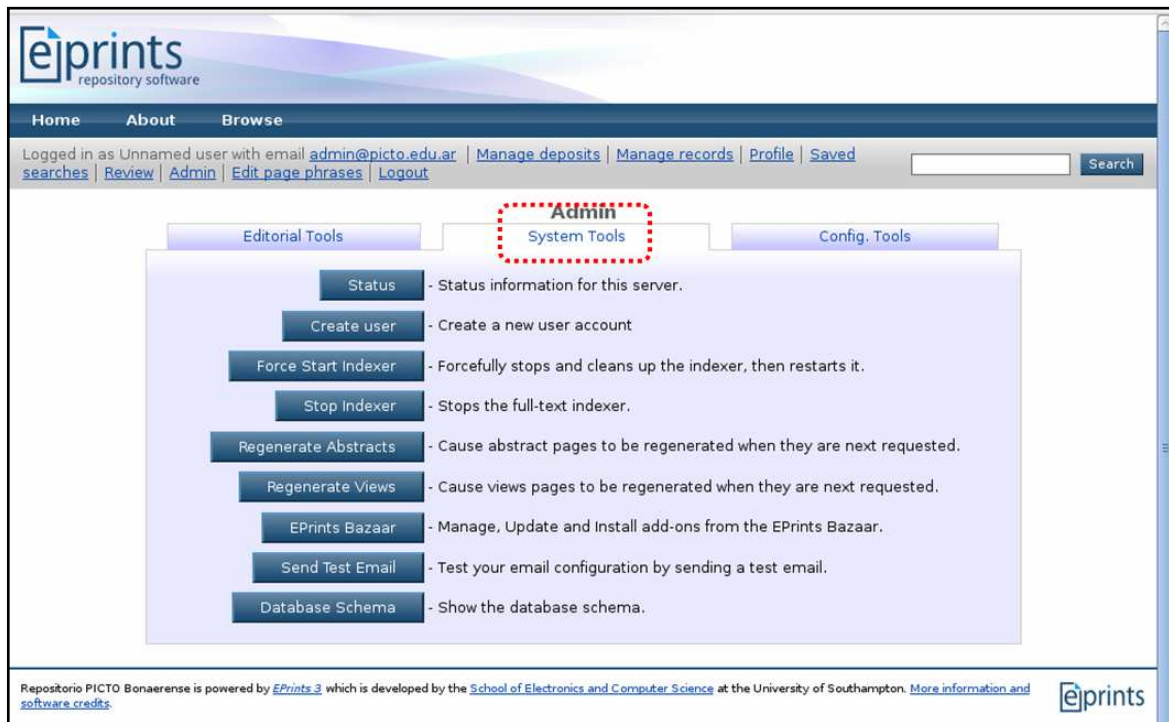 eprints
repository software
Home About Browse
Logged in as Unnamed user with email admin@picto.edu.ar | Manage deposits | Manage records | Profile | Saved
searches | Review | Admin | Edit page phrases | Logout
Search
Admin
Editorial Tools System Tools Config. Tools
Status - Status information for this server.
Create user - Create a new user account
Force Start Indexer - Forcefully stops and cleans up the indexer, then restarts it.
Stop Indexer - Stops the full-text indexer.
Regenerate Abstracts - Cause abstract pages to be regenerated when they are next requested.
Regenerate Views - Cause views pages to be regenerated when they are next requested.
EPrints Bazaar - Manage, Update and Install add-ons from the EPrints Bazaar.
Send Test Email - Test your email configuration by sending a test email.
Database Schema - Show the database schema.
Repositorio PICTO Bonaerense is powered by EPrints 3 which is developed by the School of Electronics and Computer Science at the University of Southampton. More information and
software credits.
eprints